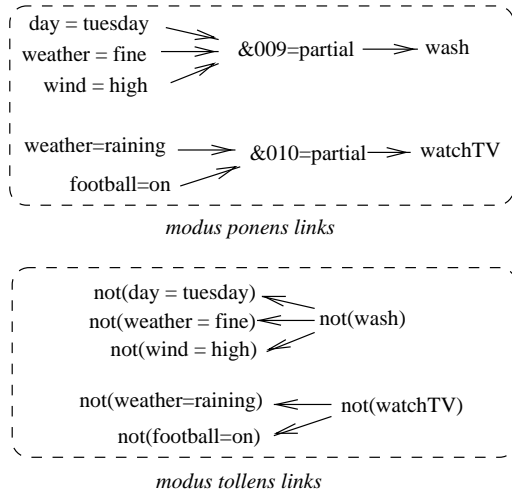 day = tuesday
weather = fine
wind = high
&009=partial
wash
weather=raining
football=on
&010=partial
watchTV
modus ponens links
not(day = tuesday)
not(weather = fine)
not(wind = high)
not(wash)
not(weather=raining)
not(football=on)
not(watchTV)
modus tollens links